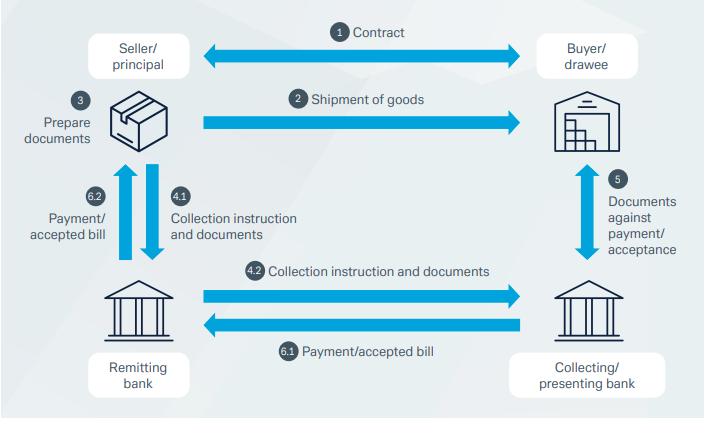 1 Contract
Seller/
principal
Buyer/
drawee
3
Prepare
documents
2 Shipment of goods
6.2
Payment/
accepted bill
4.1
Collection instruction
and documents
5
Documents
against
payment/
acceptance
4.2 Collection instruction and documents
6.1 Payment/accepted bill
Remitting
bank
Collecting/
presenting bank